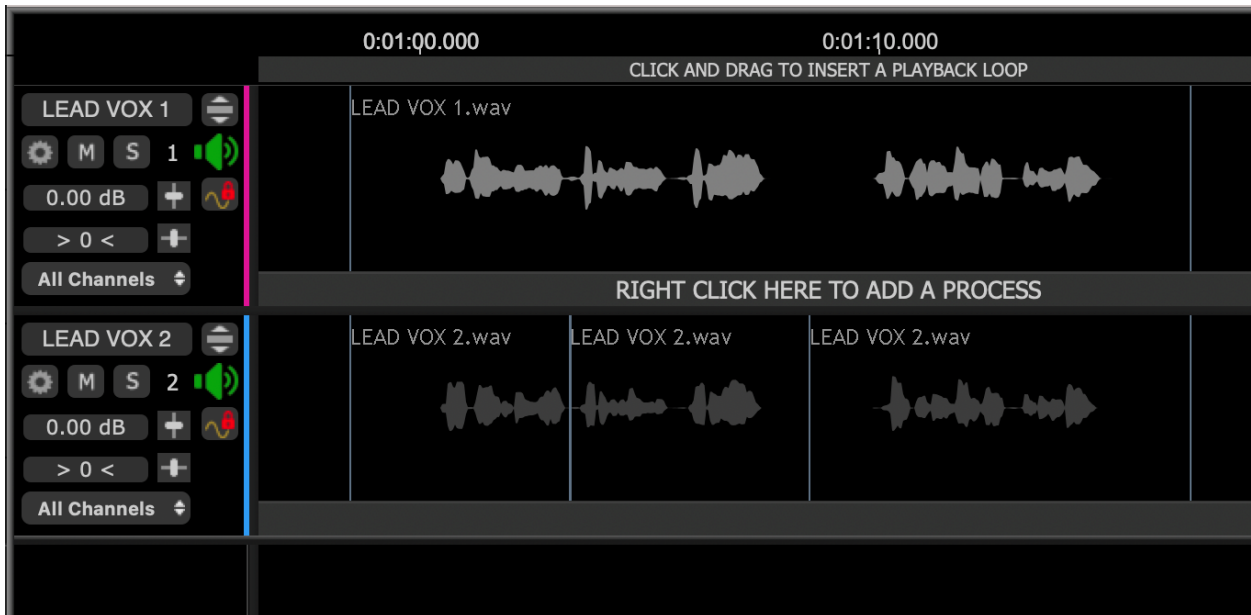 0:01:00.000 0:01:10.000
CLICK AND DRAG TO INSERT A PLAYBACK LOOP
LEAD VOX 1 LEAD VOX 1.wav
M S 1
0.00 dB
> 0 <
All Channels
RIGHT CLICK HERE TO ADD A PROCESS
LEAD VOX 2 LEAD VOX 2.wav LEAD VOX 2.wav LEAD VOX 2.wav
M S 2
0.00 dB
> 0 <
All Channels